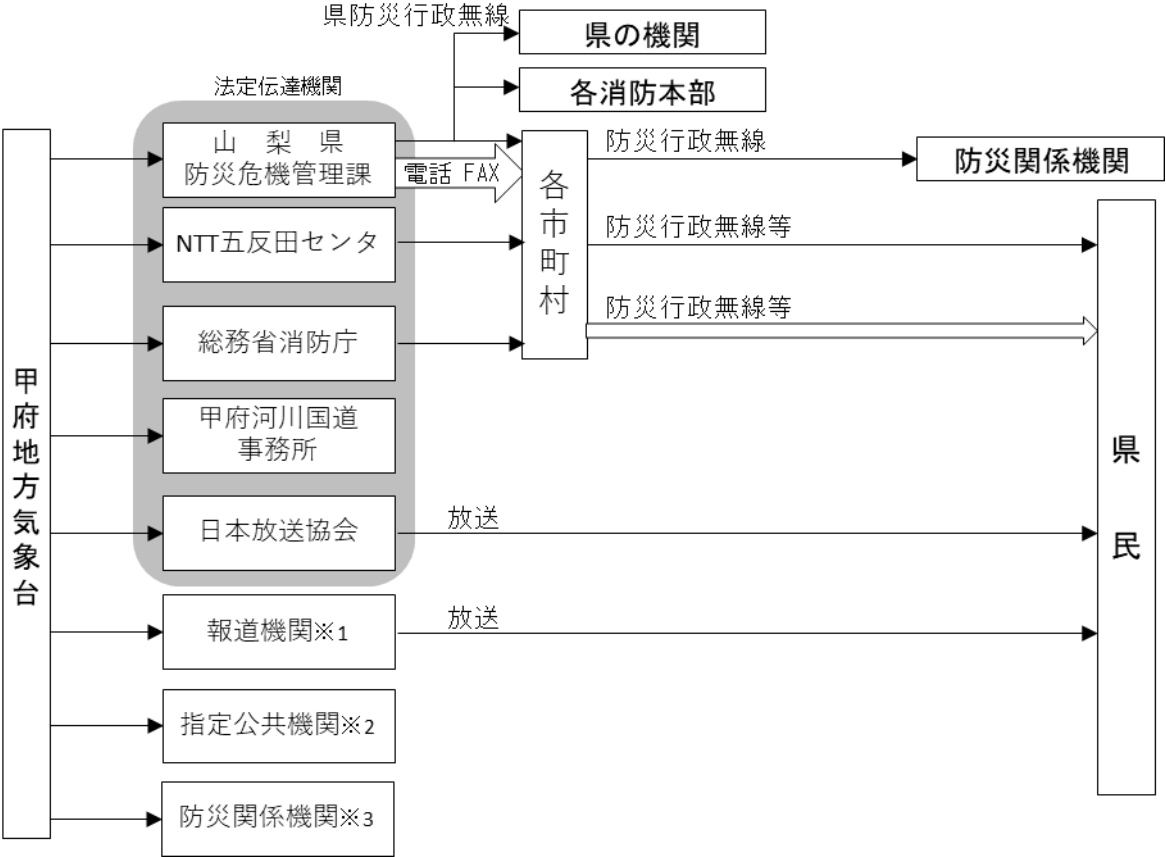 県防災行政無線
県の機関
法定伝達機関
各消防本部
山　梨　県
防災危機管理課
電話 FAX
防災行政無線
防災関係機関
各市町村
NTT五反田センタ
防災行政無線等
総務省消防庁
防災行政無線等
甲府地方気象台
甲府河川国道
事務所
県民
日本放送協会
放送
報道機関※1
放送
指定公共機関※2
防災関係機関※3